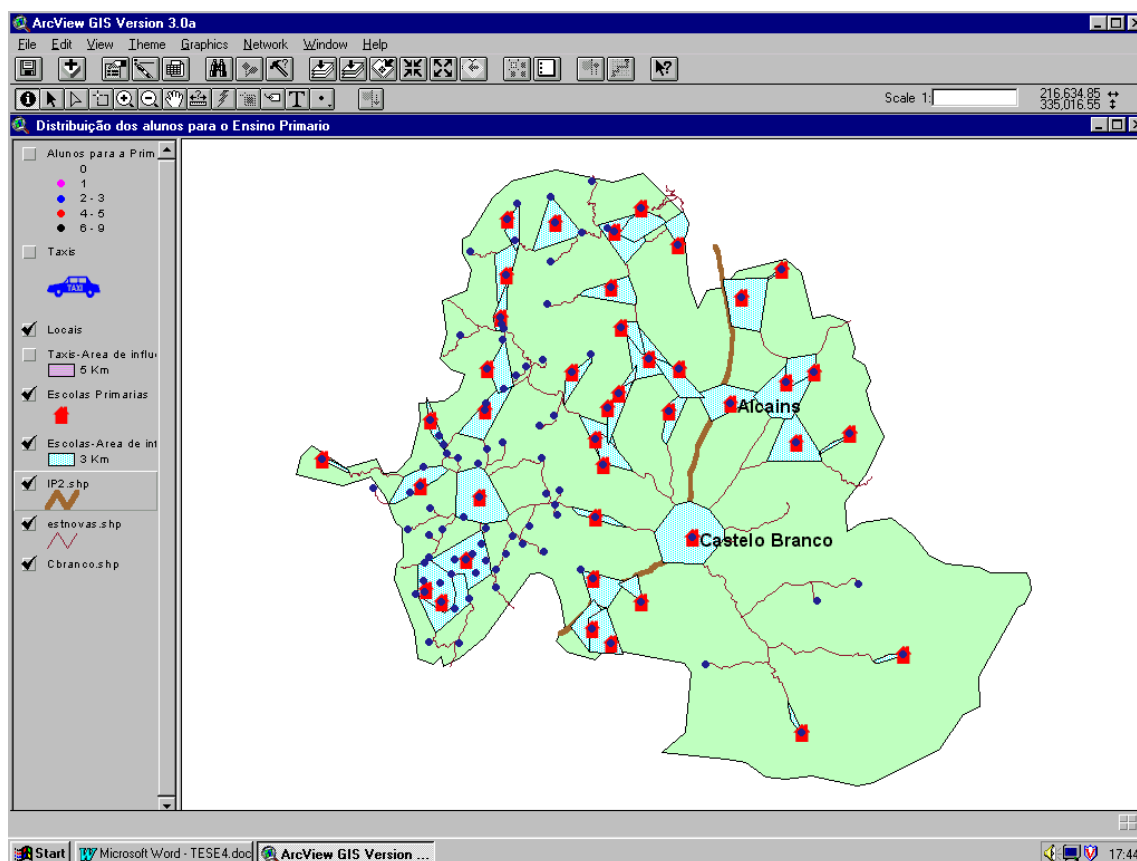 ArcView GIS Version 3.0a
File Edit View Theme Graphics Network Window Help
Scale 1:
216,634.85
335,016.55
Distribuição dos alunos para o Ensino Primario
Alunos para a Prim
0
1
2 - 3
4 - 5
6 - 9
Taxis
TAXI
Locais
Taxis-Area de influ
5 Km
Escolas Primarias
Escolas-Area de inf
3 Km
IP2.shp
estnovas.shp
Cbranco.shp
Alcains
Castelo Branco
Start Microsoft Word - TESE4.doc ArcView GIS Version ... 17:44